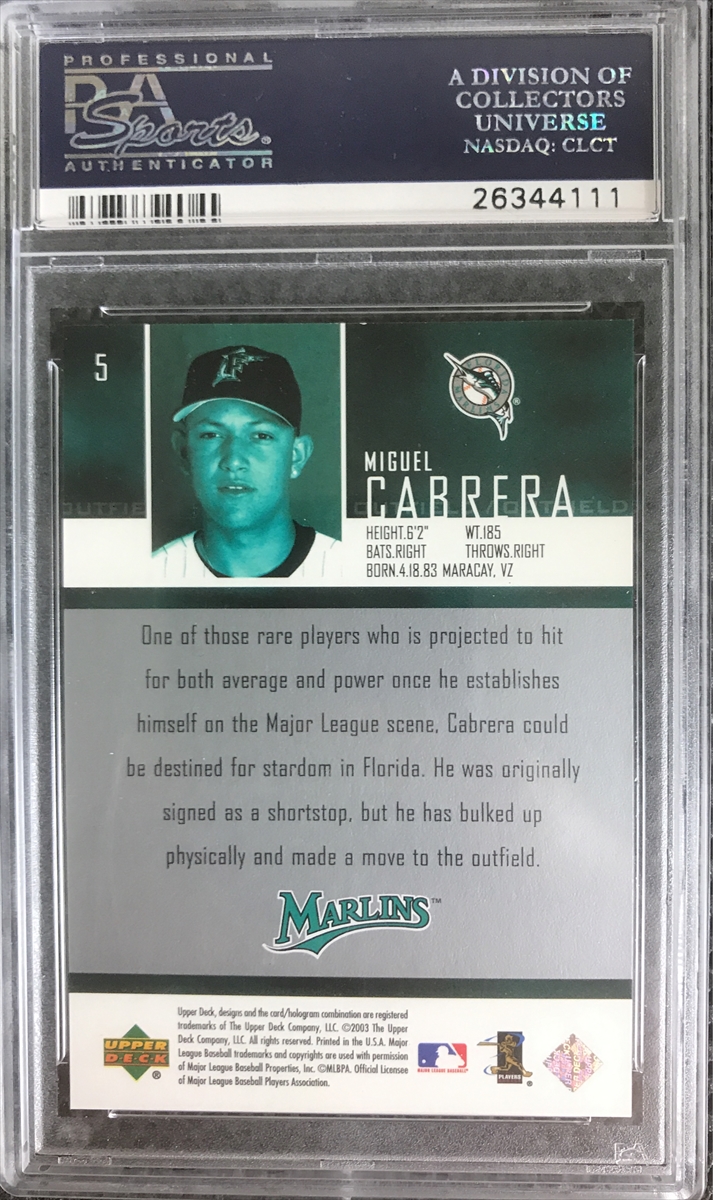 PROFESSIONAL
PSA
Sports®
AUTHENTICATOR
A DIVISION OF
COLLECTORS
UNIVERSE
NASDAQ: CLCT
26344111
5
MIGUEL
CABRERA
OUTFIELD
HEIGHT.6'2" WT.185
BATS.RIGHT THROWS.RIGHT
BORN.4.18.83 MARACAY, VZ
One of those rare players who is projected to hit
for both average and power once he establishes
himself on the Major League scene, Cabrera could
be destined for stardom in Florida. He was originally
signed as a shortstop, but he has bulked up
physically and made a move to the outfield.
MARLINS™
UPPER
DECK®
Upper Deck, designs and the card/hologram combination are registered
trademarks of The Upper Deck Company, LLC. ©2003 The Upper
Deck Company, LLC. All rights reserved. Printed in the U.S.A. Major
League Baseball trademarks and copyrights are used with permission
of Major League Baseball Properties, Inc. ©MLBPA. Official Licensee
of Major League Baseball Players Association.
MAJOR LEAGUE BASEBALL
PLAYERS